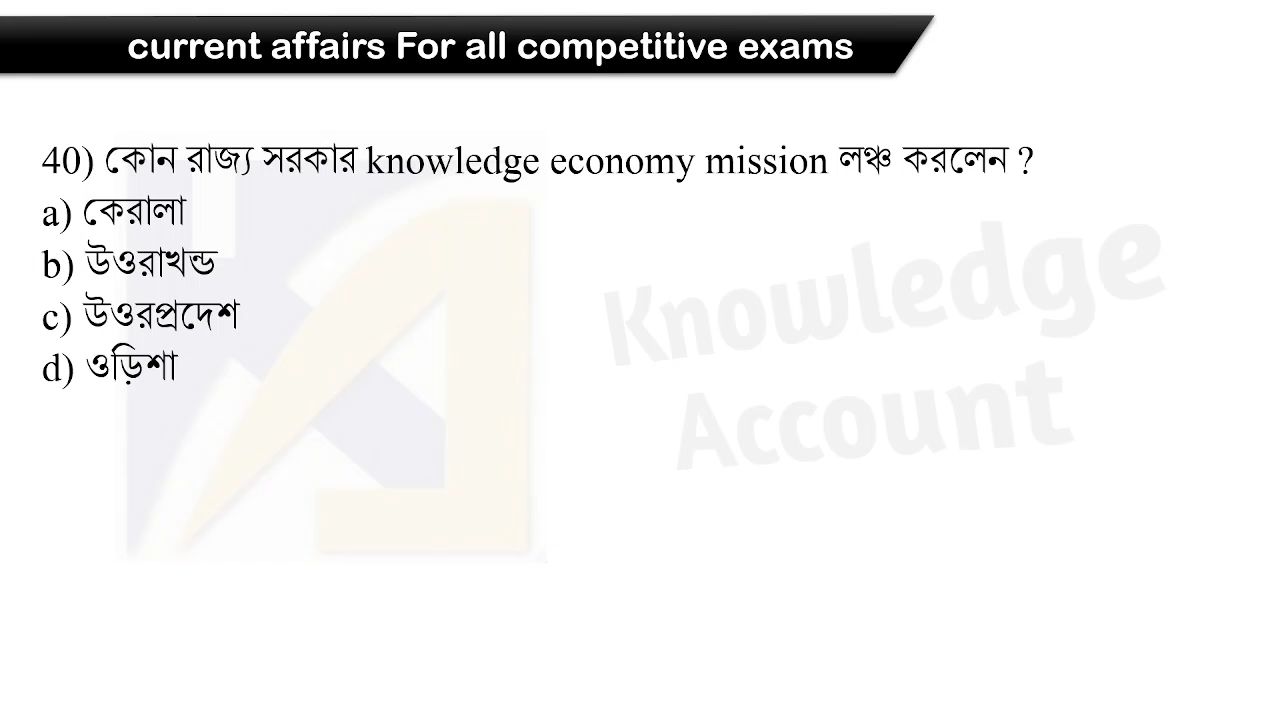 current affairs For all competitive exams
40) কোন রাজ্য সরকার knowledge economy mission লঞ্চ করলেন ?
a) কেরালা
b) উওরাখন্ড
c) উওরপ্রদেশ
d) ওড়িশা
Knowledge
Account